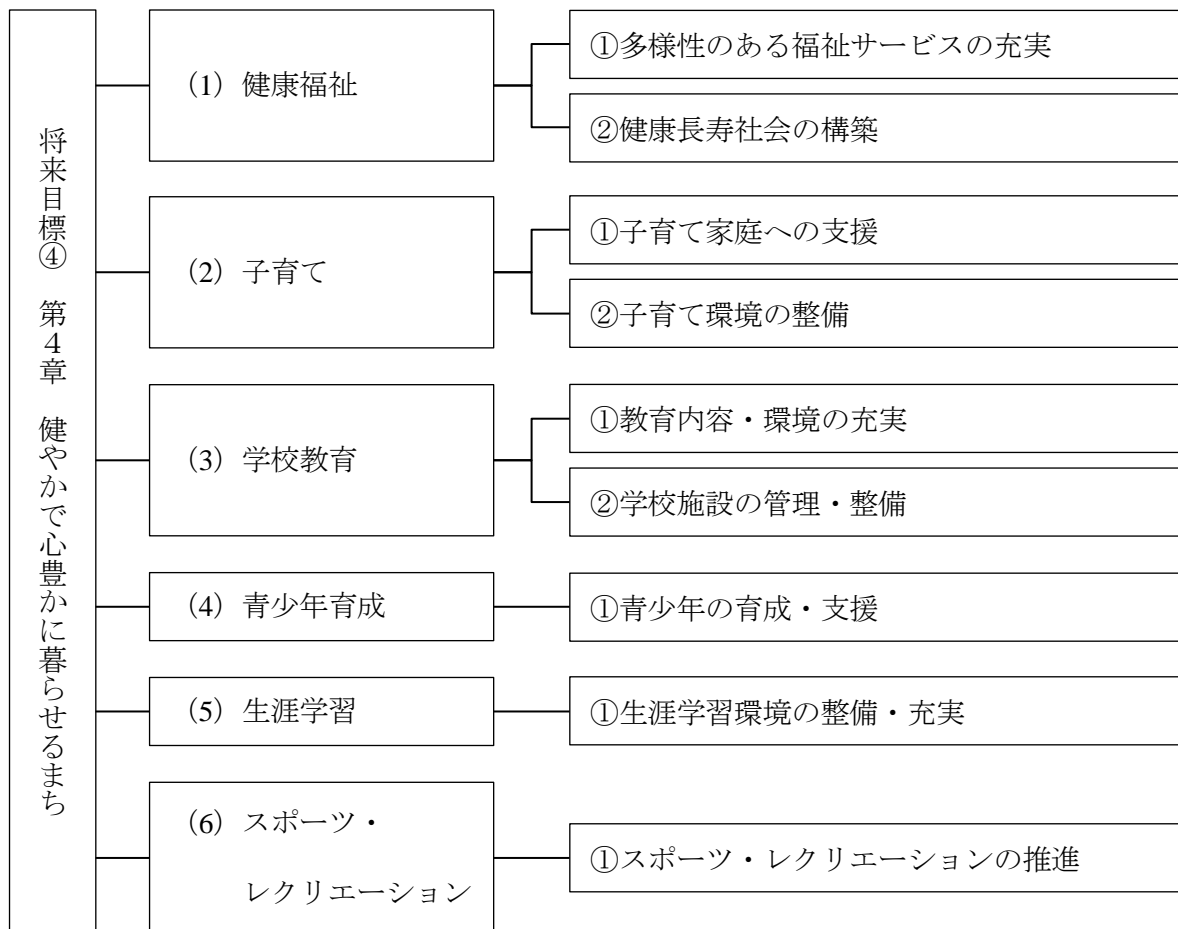 将来目標④　第４章　健やかで心豊かに暮らせるまち
(1) 健康福祉
①多様性のある福祉サービスの充実
②健康長寿社会の構築
(2) 子育て
①子育て家庭への支援
②子育て環境の整備
(3) 学校教育
①教育内容・環境の充実
②学校施設の管理・整備
(4) 青少年育成
①青少年の育成・支援
(5) 生涯学習
①生涯学習環境の整備・充実
(6) スポーツ・
レクリエーション
①スポーツ・レクリエーションの推進